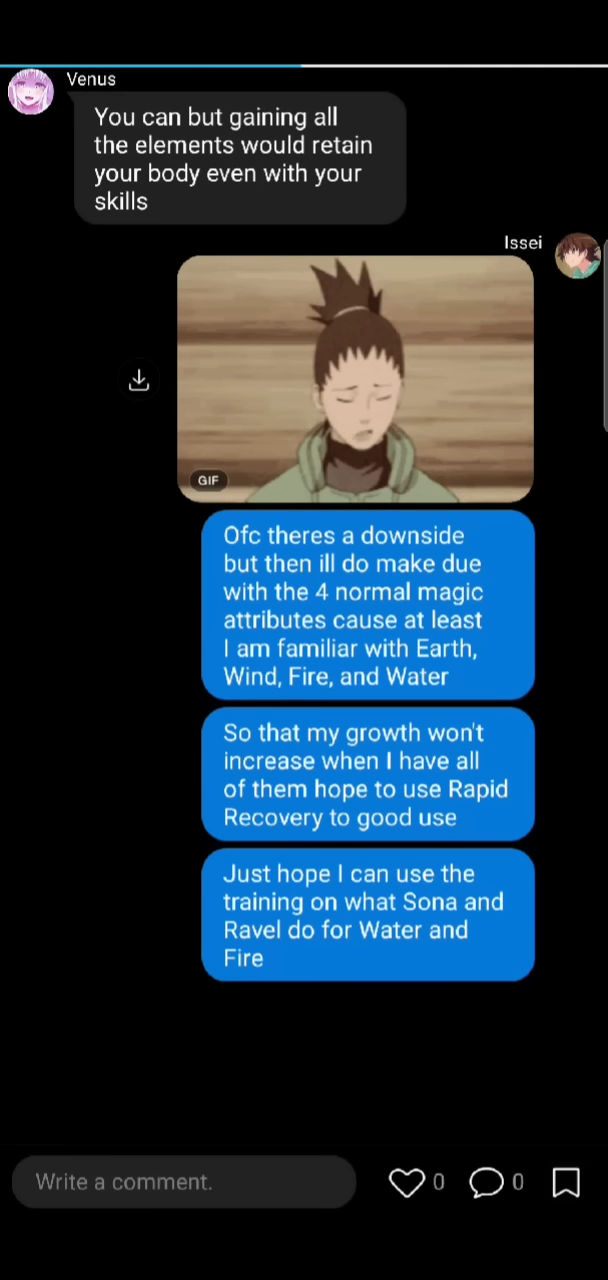 Venus
You can but gaining all
the elements would retain
your body even with your
skills
Issei
GIF
Ofc theres a downside
but then ill do make due
with the 4 normal magic
attributes cause at least
I am familiar with Earth,
Wind, Fire, and Water
So that my growth won't
increase when I have all
of them hope to use Rapid
Recovery to good use
Just hope I can use the
training on what Sona and
Ravel do for Water and
Fire
Write a comment.
0
0